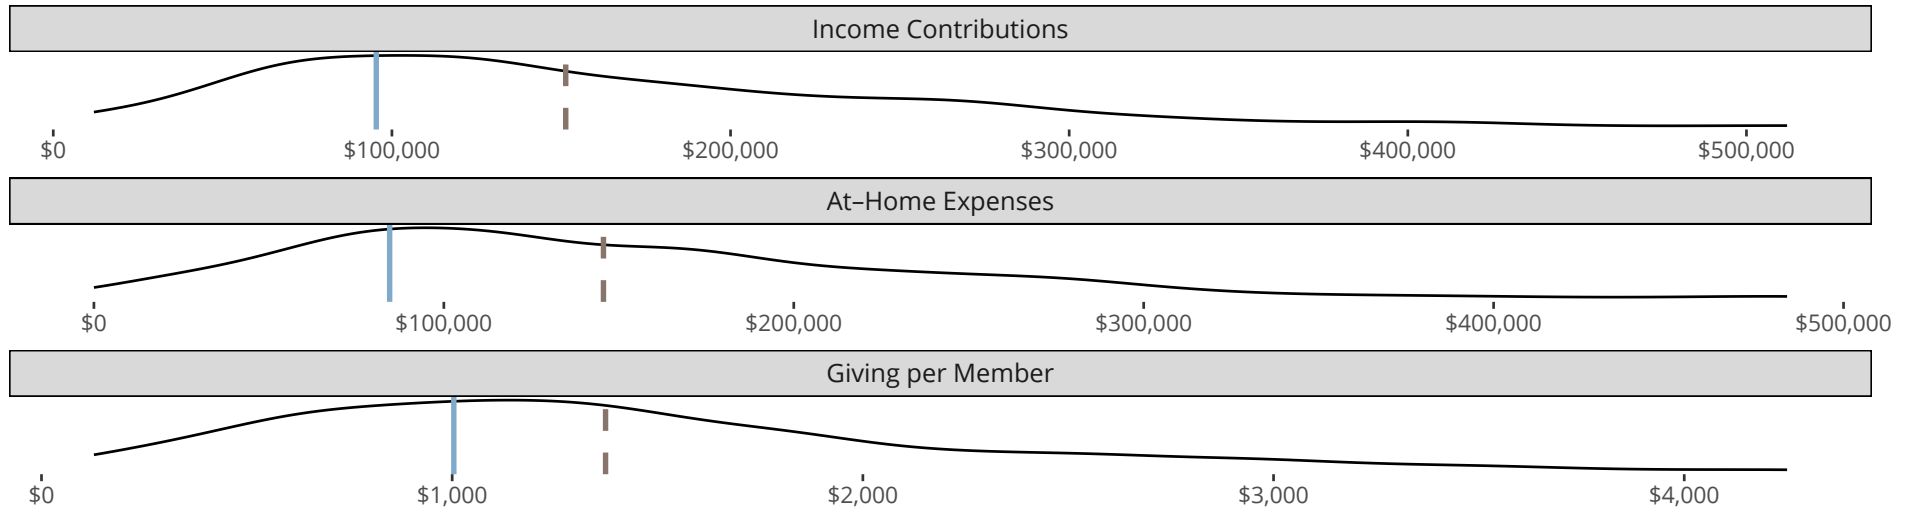 Income Contributions
$0 $100,000 $200,000 $300,000 $400,000 $500,000
At–Home Expenses
$0 $100,000 $200,000 $300,000 $400,000 $500,000
Giving per Member
$0 $1,000 $2,000 $3,000 $4,000